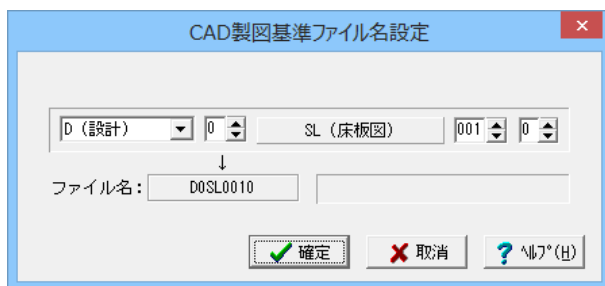 CAD製図基準ファイル名設定
D (設計) 0 SL (床板図) 001 0
↓
ファイル名: D0SL0010
確定 取消 ? ﾍﾙﾌﾟ(H)